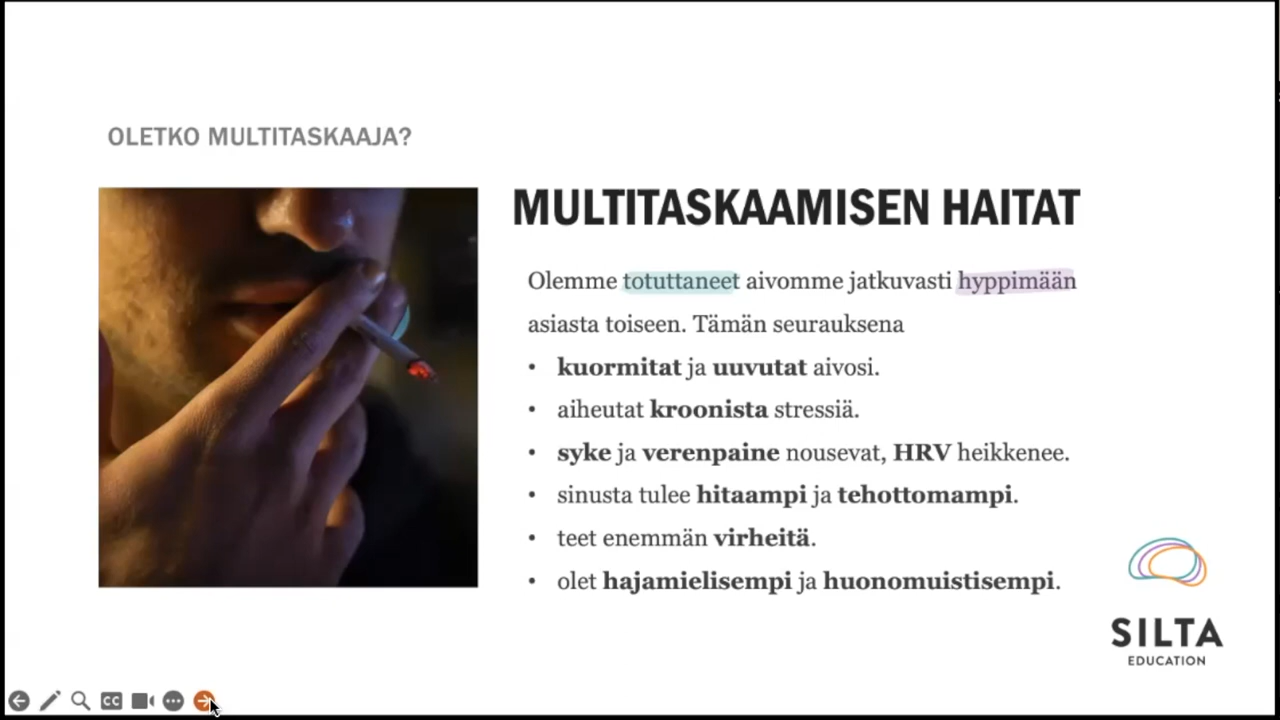 OLETKO MULTITASKAAJA?
MULTITASKAAMISEN HAITAT
Olemme totuttaneet aivomme jatkuvasti hyppimään
asiasta toiseen. Tämän seurauksena
• kuormitat ja uuvutat aivosi.
• aiheutat kroonista stressiä.
• syke ja verenpaine nousevat, HRV heikkenee.
• sinusta tulee hitaampi ja tehottomampi.
• teet enemmän virheitä.
• olet hajamielisempi ja huonomuistisempi.
SILTA
EDUCATION
CC